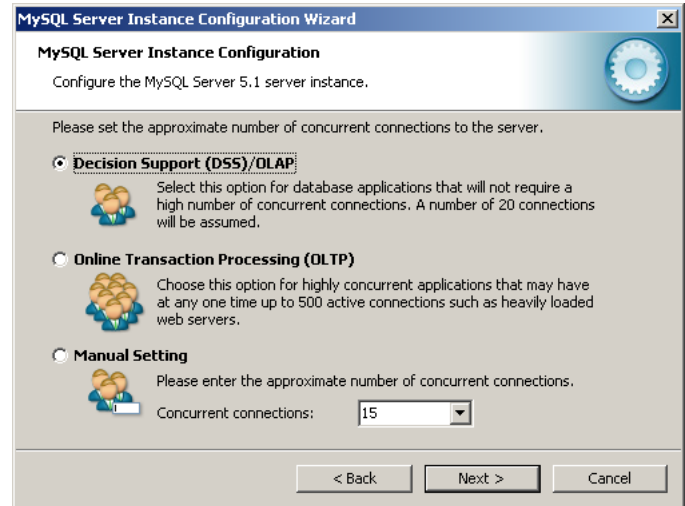 MySQL Server Instance Configuration Wizard
MySQL Server Instance Configuration
Configure the MySQL Server 5.1 server instance.
Please set the approximate number of concurrent connections to the server.
Decision Support (DSS)/OLAP
Select this option for database applications that will not require a
high number of concurrent connections. A number of 20 connections
will be assumed.
Online Transaction Processing (OLTP)
Choose this option for highly concurrent applications that may have
at any one time up to 500 active connections such as heavily loaded
web servers.
Manual Setting
Please enter the approximate number of concurrent connections.
Concurrent connections: 15
< Back Next > Cancel